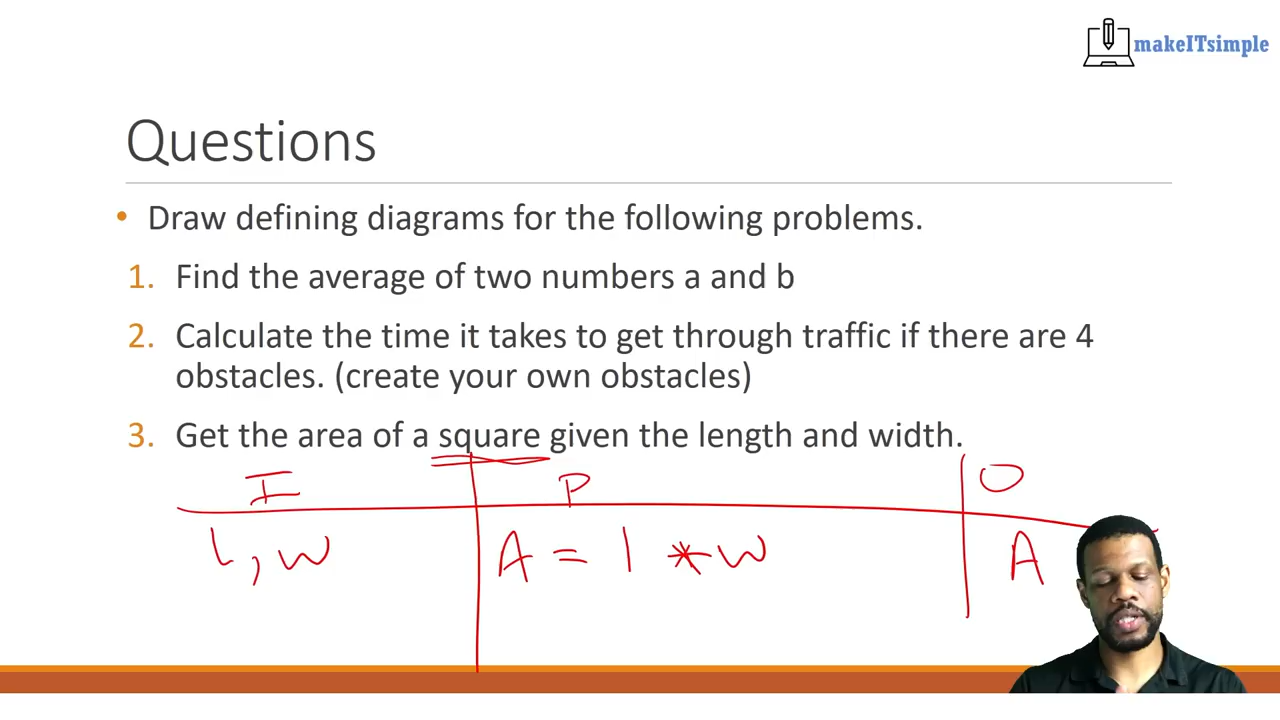 makeITsimple
Questions
• Draw defining diagrams for the following problems.
1. Find the average of two numbers a and b
2. Calculate the time it takes to get through traffic if there are 4
obstacles. (create your own obstacles)
3. Get the area of a square given the length and width.
I P O
l, w A = l * w A